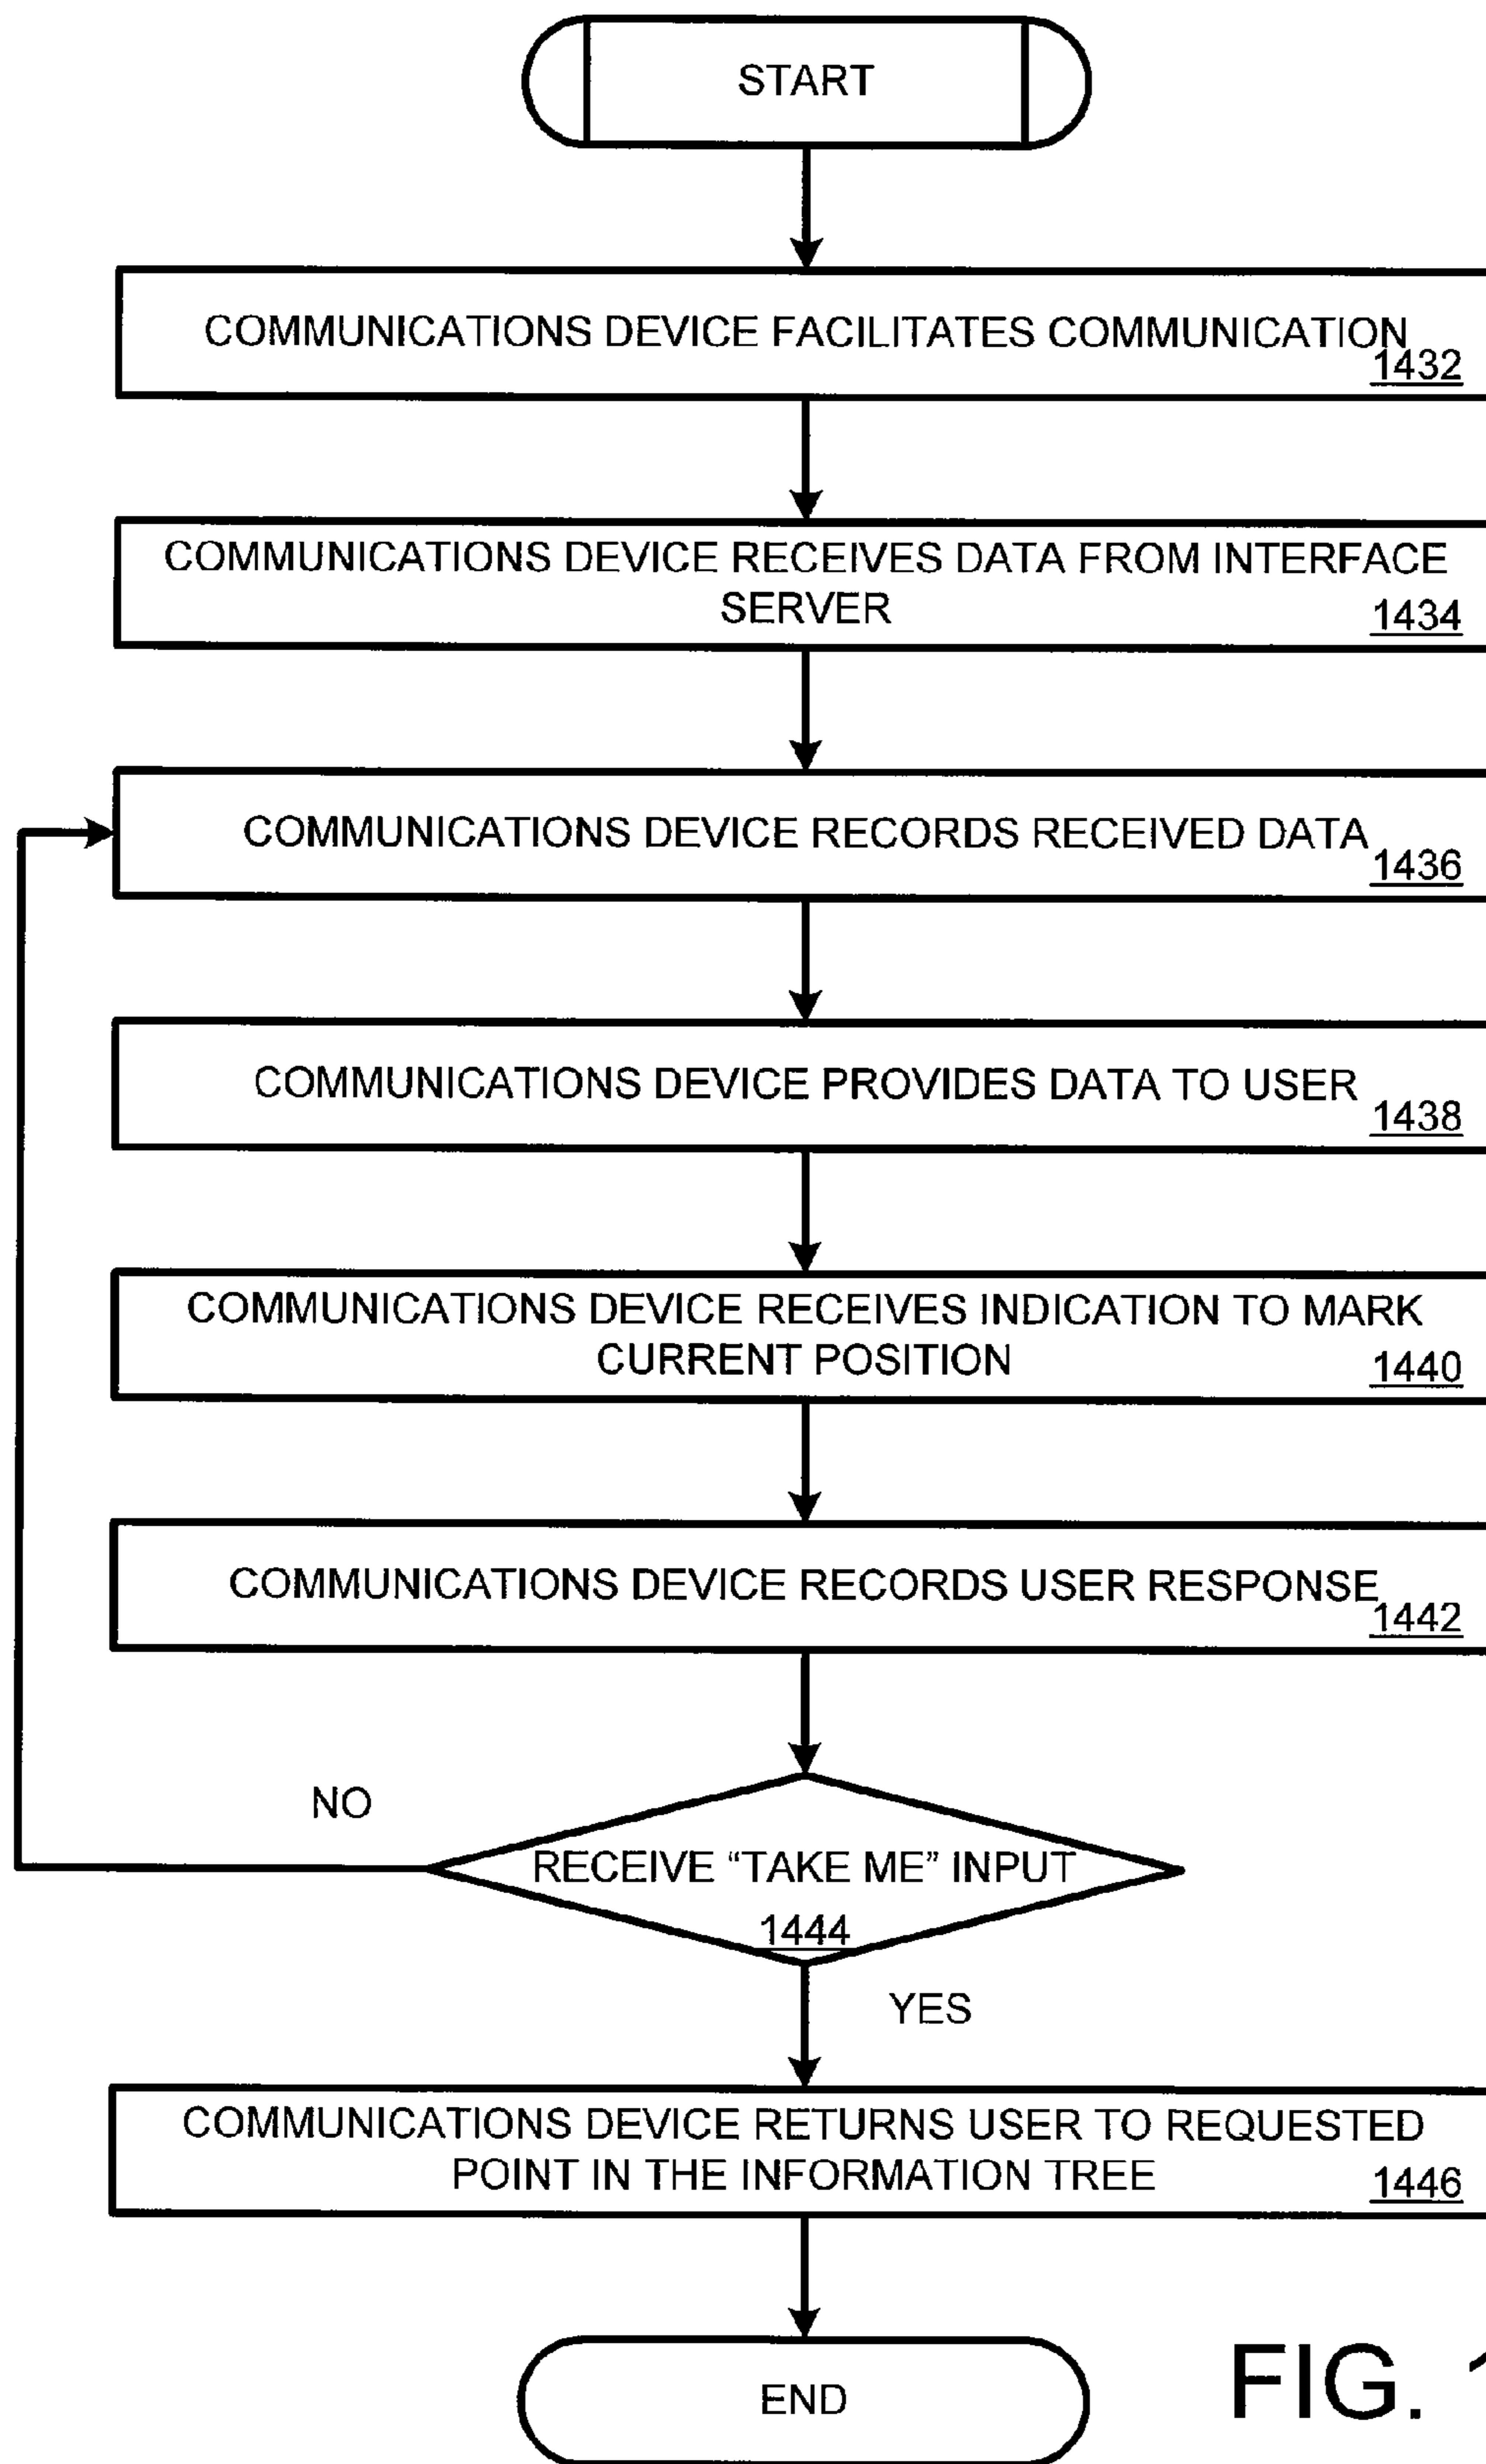 START
COMMUNICATIONS DEVICE FACILITATES COMMUNICATION
1432
COMMUNICATIONS DEVICE RECEIVES DATA FROM INTERFACE
SERVER
1434
COMMUNICATIONS DEVICE RECORDS RECEIVED DATA
1436
COMMUNICATIONS DEVICE PROVIDES DATA TO USER
1438
COMMUNICATIONS DEVICE RECEIVES INDICATION TO MARK
CURRENT POSITION
1440
COMMUNICATIONS DEVICE RECORDS USER RESPONSE
1442
NO
RECEIVE “TAKE ME” INPUT
1444
YES
COMMUNICATIONS DEVICE RETURNS USER TO REQUESTED
POINT IN THE INFORMATION TREE
1446
END
FIG.